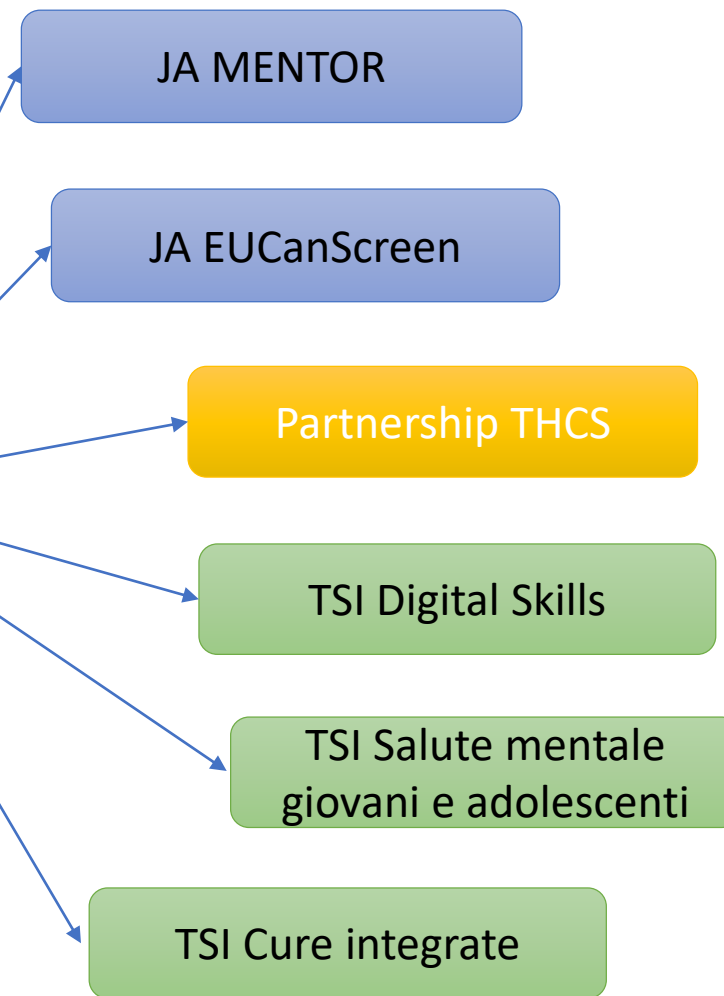 JA MENTOR
JA EUCanScreen
Partnership THCS
TSI Digital Skills
TSI Salute mentale
giovani e adolescenti
TSI Cure integrate